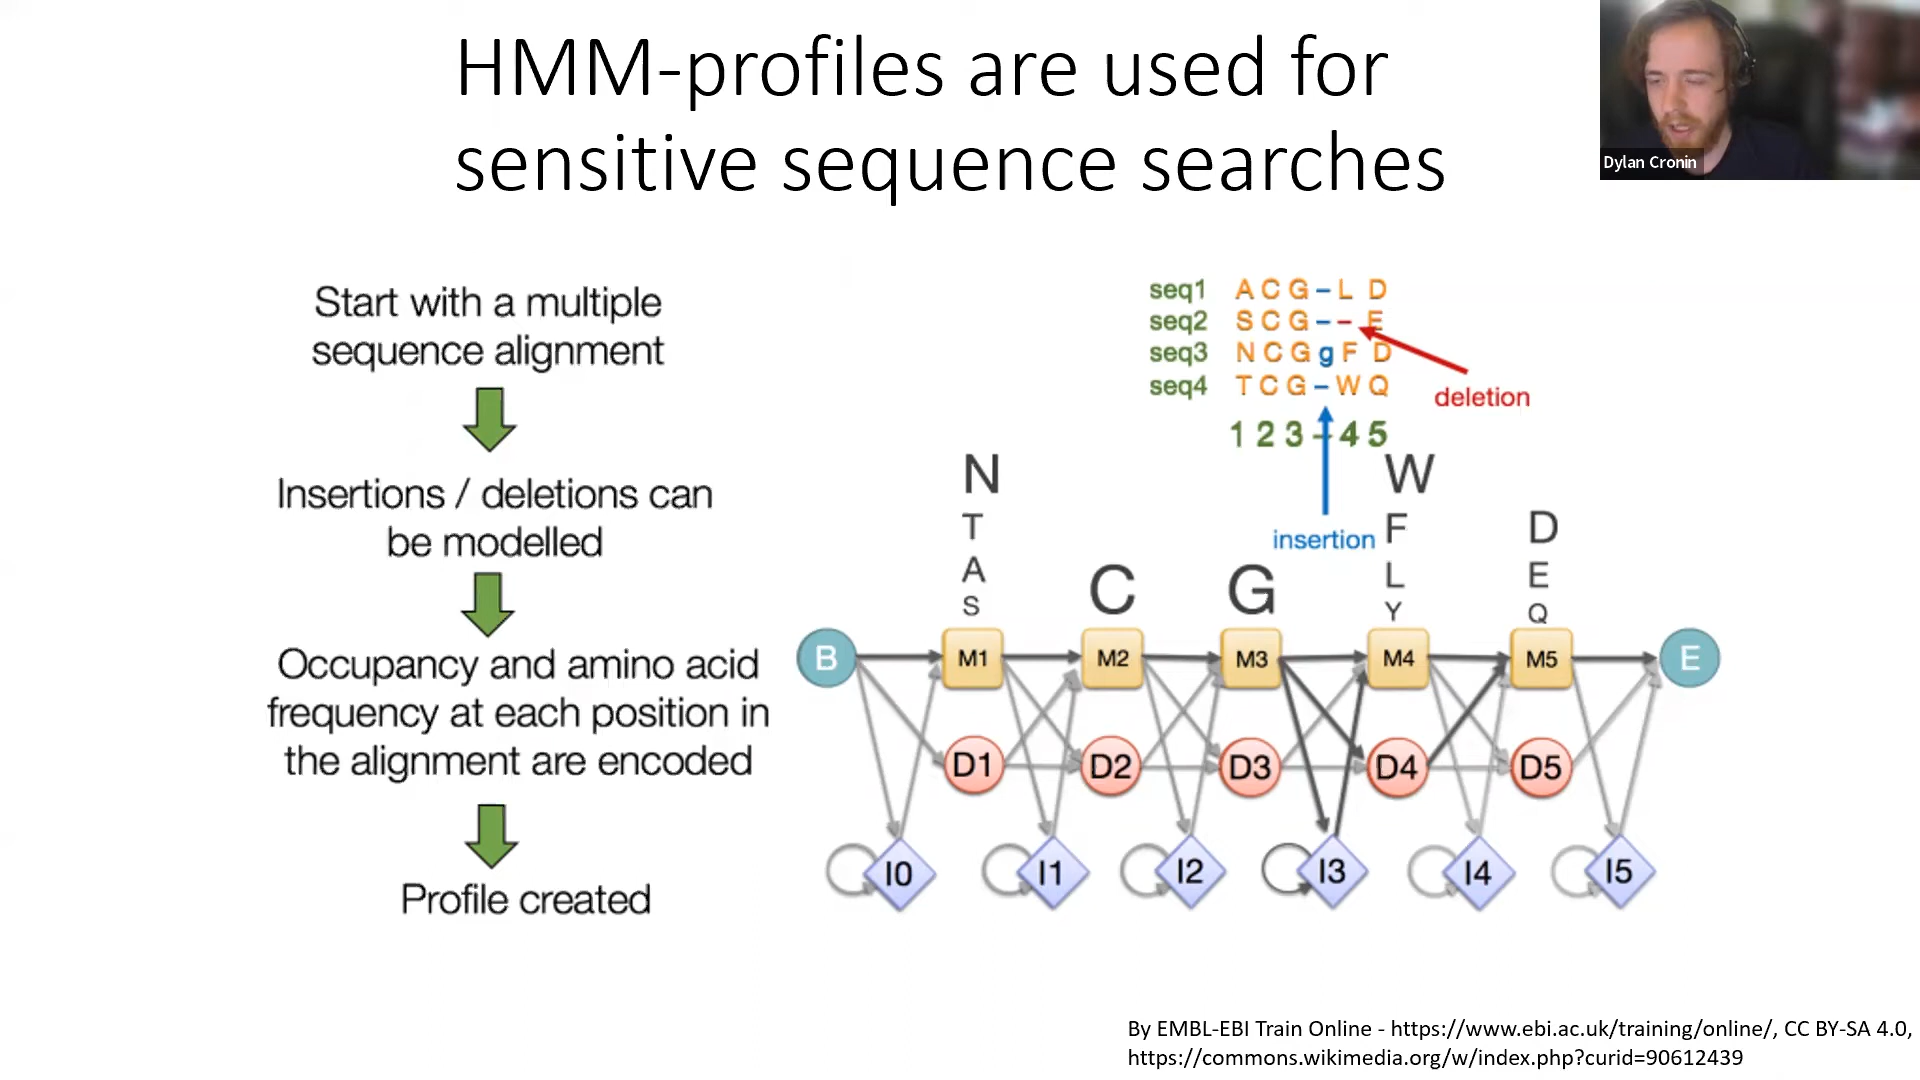 HMM-profiles are used for
sensitive sequence searches
Dylan Cronin
Start with a multiple
sequence alignment
Insertions / deletions can
be modelled
Occupancy and amino acid
frequency at each position in
the alignment are encoded
Profile created
seq1 A C G – L D
seq2 S C G – – E
seq3 N C G g F D
seq4 T C G – W Q
deletion
1 2 3 – 4 5
insertion
N
T
A
S
C
G
W
F
L
Y
D
E
Q
B M1 M2 M3 M4 M5 E
D1 D2 D3 D4 D5
I0 I1 I2 I3 I4 I5
By EMBL-EBI Train Online - https://www.ebi.ac.uk/training/online/, CC BY-SA 4.0,
https://commons.wikimedia.org/w/index.php?curid=90612439